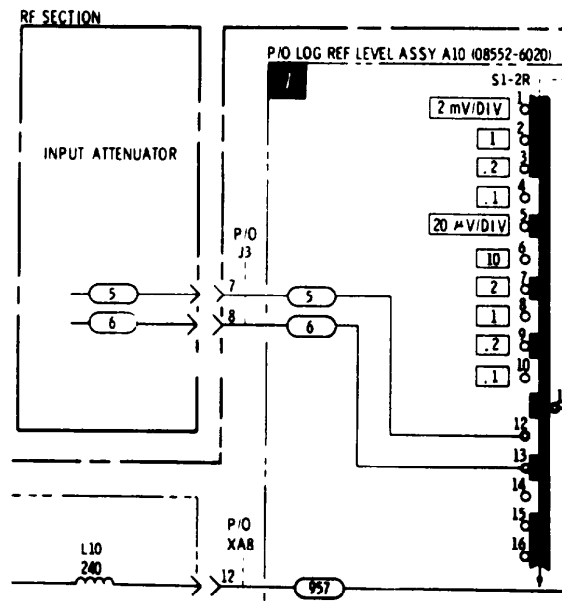 RF SECTION
P/O LOG REF LEVEL ASSY A10 (08552-6020)
S1-2R
1
2 mV/DIV
2
1
3
.2
4
.1
5
20 μV/DIV
6
10
7
2
8
1
9
.2
10
.1
INPUT ATTENUATOR
P/O
J3
5
7
5
6
8
6
12
13
14
15
16
L10
240
P/O
XA8
12
957